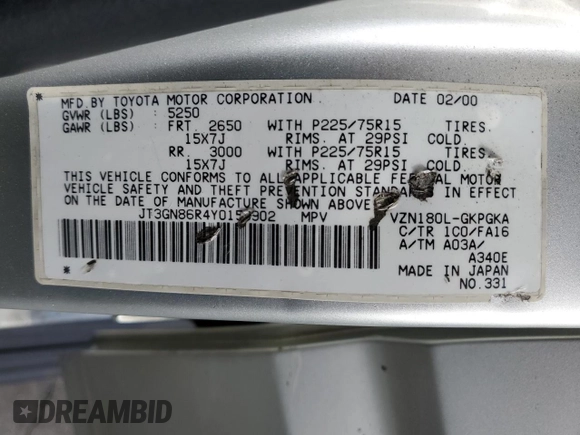 MFD.BY TOYOTA MOTOR CORPORATION DATE 02/00
GVWR (LBS) : 5250
GAWR (LBS) : FRT. 2650 WITH P225/75R15 TIRES.
15X7J RIMS. AT 29PSI COLD.
RR. 3000 WITH P225/75R15 TIRES.
15X7J RIMS. AT 29PSI COLD.
THIS VEHICLE CONFORMS TO ALL APPLICABLE FEDERAL MOTOR
VEHICLE SAFETY AND THEFT PREVENTION STANDARDS IN EFFECT
ON THE DATE OF MANUFACTURE SHOWN ABOVE.
MPV VZN180L-GKPGKA
C/TR 1C0/FA16
A/TM A03A/
A340E
MADE IN JAPAN
NO.331
DREAMBID